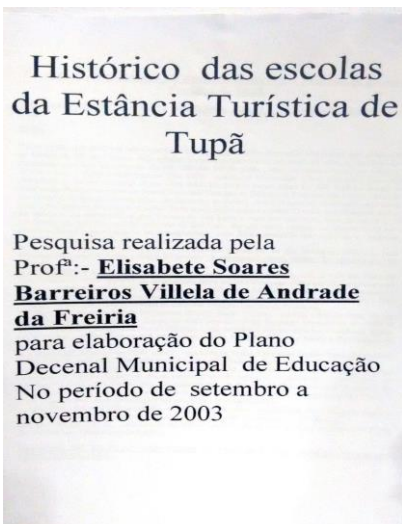 Histórico das escolas
da Estância Turística de
Tupã
Pesquisa realizada pela
Profª:- Elisabete Soares
Barreiros Villela de Andrade
da Freiria
para elaboração do Plano
Decenal Municipal de Educação
No período de setembro a
novembro de 2003